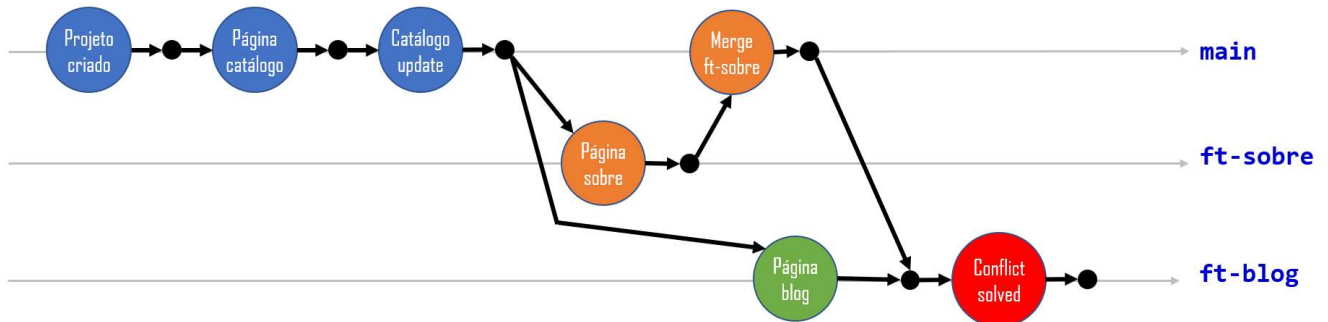 Projeto
criado
Página
catálogo
Catálogo
update
Merge
ft-sobre
main
Página
sobre
ft-sobre
Página
blog
Conflict
solved
ft-blog